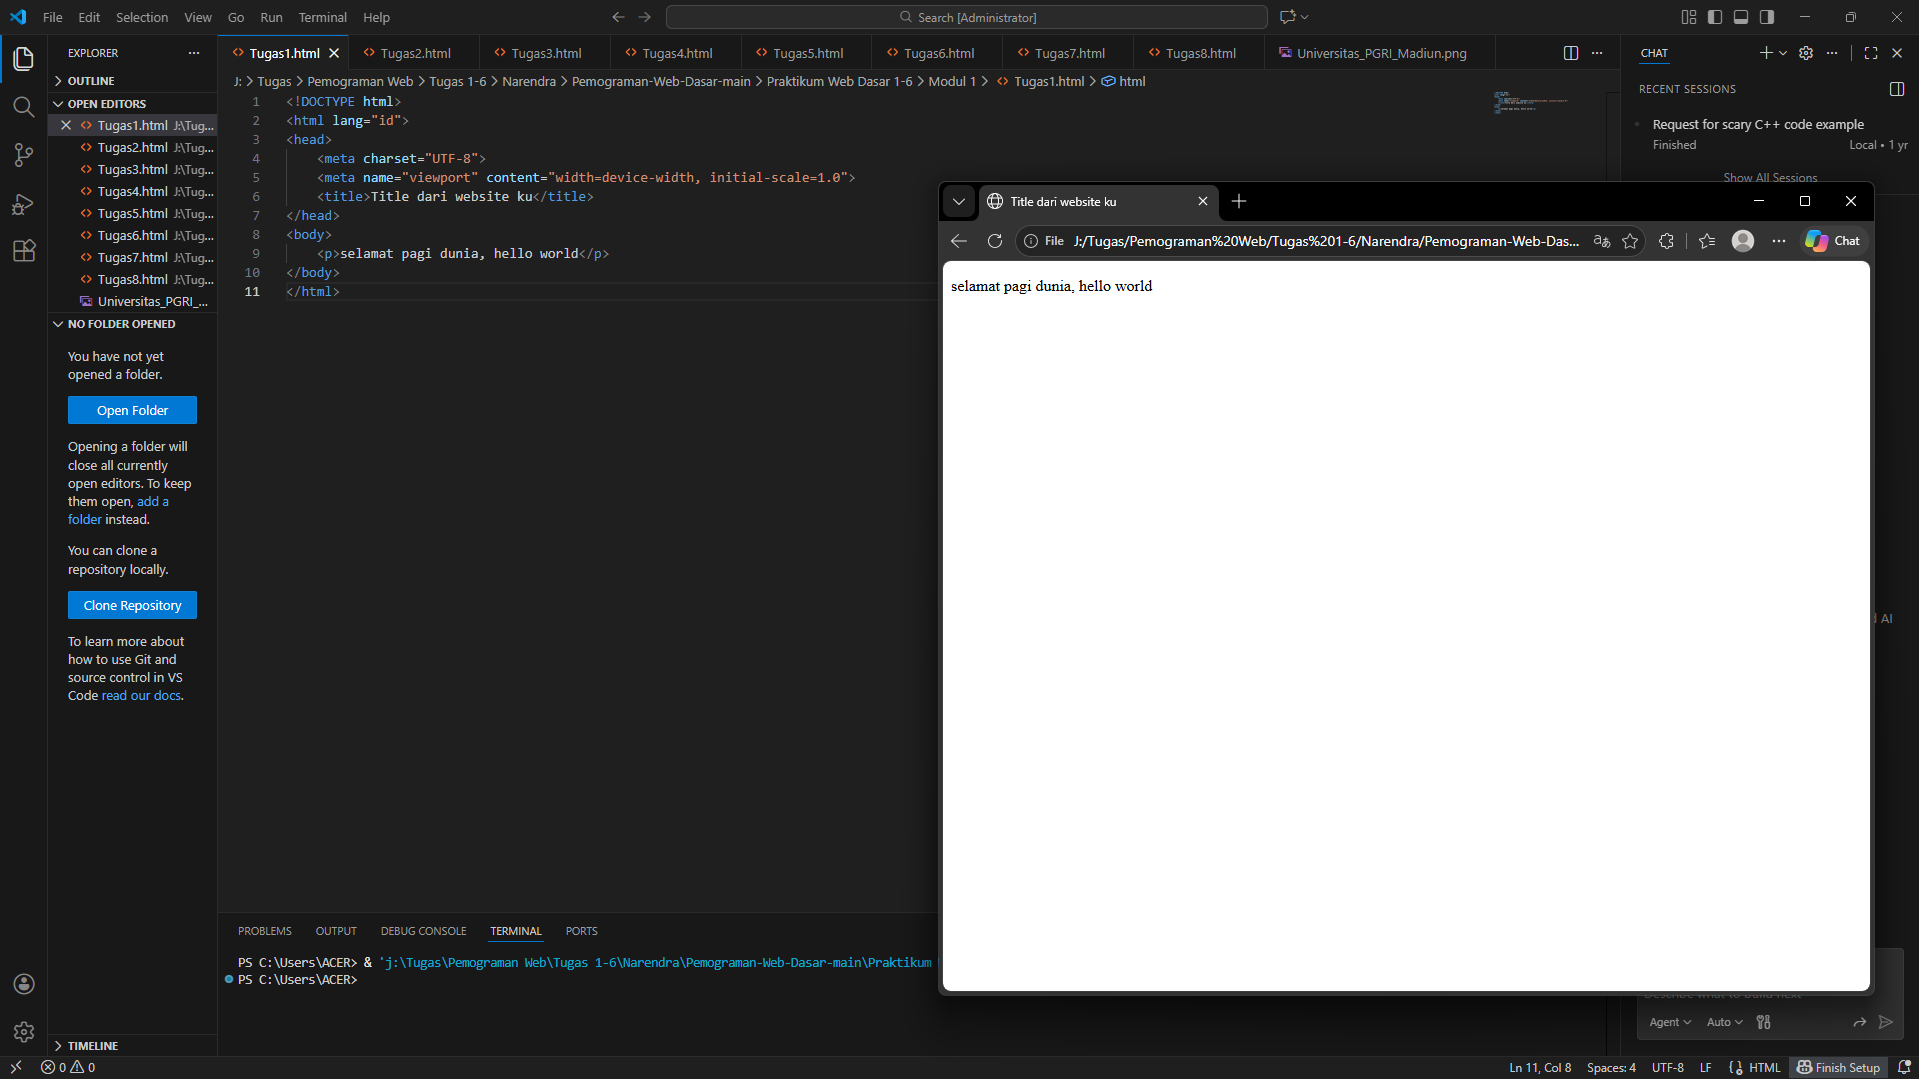 File Edit Selection View Go Run Terminal Help
Search [Administrator]
EXPLORER
OUTLINE
OPEN EDITORS
Tugas1.html J:\Tug...
Tugas2.html J:\Tug...
Tugas3.html J:\Tug...
Tugas4.html J:\Tug...
Tugas5.html J:\Tug...
Tugas6.html J:\Tug...
Tugas7.html J:\Tug...
Tugas8.html J:\Tug...
Universitas_PGRI_...
NO FOLDER OPENED
You have not yet
opened a folder.
Open Folder
Opening a folder will
close all currently
open editors. To keep
them open, add a
folder instead.
You can clone a
repository locally.
Clone Repository
To learn more about
how to use Git and
source control in VS
Code read our docs.
TIMELINE
Tugas1.html Tugas2.html Tugas3.html Tugas4.html Tugas5.html Tugas6.html Tugas7.html Tugas8.html Universitas_PGRI_Madiun.png
J: > Tugas > Pemograman Web > Tugas 1-6 > Narendra > Pemograman-Web-Dasar-main > Praktikum Web Dasar 1-6 > Modul 1 > Tugas1.html > html
1 <!DOCTYPE html>
2 <html lang="id">
3 <head>
4 <meta charset="UTF-8">
5 <meta name="viewport" content="width=device-width, initial-scale=1.0">
6 <title>Title dari website ku</title>
7 </head>
8 <body>
9 <p>selamat pagi dunia, hello world</p>
10 </body>
11 </html>
PROBLEMS OUTPUT DEBUG CONSOLE TERMINAL PORTS
PS C:\Users\ACER> & 'j:\Tugas\Pemograman Web\Tugas 1-6\Narendra\Pemograman-Web-Dasar-main\Praktikum
PS C:\Users\ACER>
Title dari website ku
File J:/Tugas/Pemograman%20Web/Tugas%201-6/Narendra/Pemograman-Web-Das... Chat
selamat pagi dunia, hello world
CHAT
RECENT SESSIONS
Request for scary C++ code example
Finished Local • 1 yr
Show All Sessions
AI
Describe what to build next
Agent Auto
0 0
Ln 11, Col 8 Spaces: 4 UTF-8 LF HTML Finish Setup